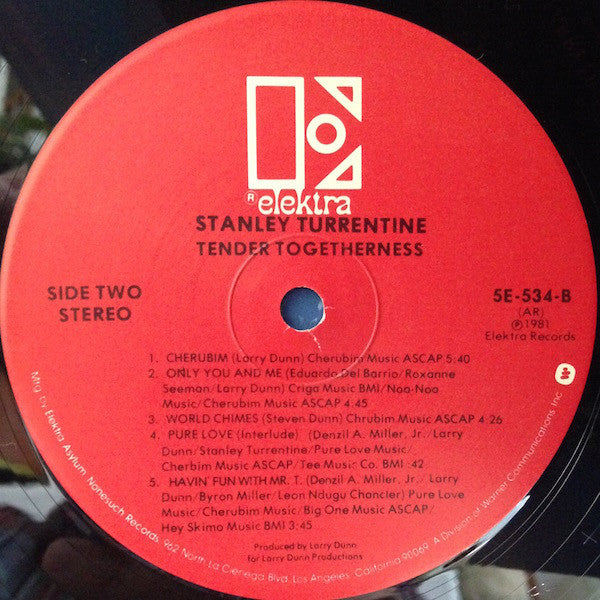 ® elektra
STANLEY TURRENTINE
TENDER TOGETHERNESS
SIDE TWO
STEREO
5E-534-B
(AR)
℗1981
Elektra Records
1. CHERUBIM (Larry Dunn) Cherubim Music ASCAP 5:40
2. ONLY YOU AND ME (Eduardo Del Barrio/Roxanne
Seeman/Larry Dunn) Criga Music BMI/Noa-Noa
Music/Cherubim Music ASCAP 4:45
3. WORLD CHIMES (Steven Dunn) Chrubim Music ASCAP 4:26
4. PURE LOVE (Interlude) (Denzil A. Miller, Jr./Larry
Dunn/Stanley Turrentine/Pure Love Music/
Cherbim Music ASCAP/Tee Music Co. BMI :42
5. HAVIN' FUN WITH MR. T. (Denzil A. Miller, Jr./Larry
Dunn/Byron Miller/Leon Ndugu Chancler) Pure Love
Music/Cherubim Music/Big One Music ASCAP/
Hey Skimo Music BMI 3:45
Produced by Larry Dunn
for Larry Dunn Productions
Mfg. by Elektra/Asylum/Nonesuch Records, 962 North La Cienega Blvd., Los Angeles, California 90069. A Division of Warner Communications Inc.